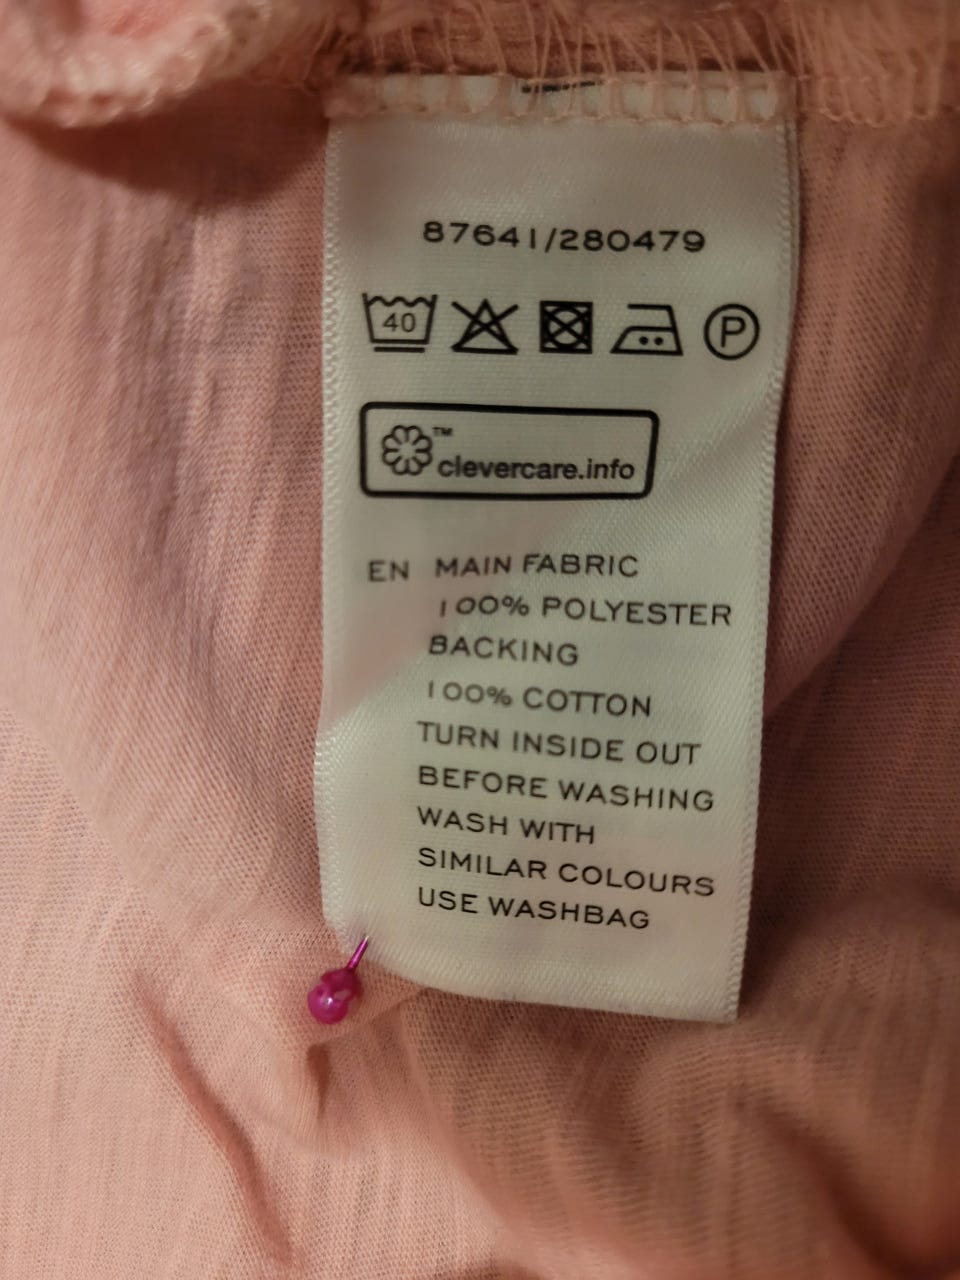 87641/280479
40 P
™
clevercare.info
EN MAIN FABRIC
100% POLYESTER
BACKING
100% COTTON
TURN INSIDE OUT
BEFORE WASHING
WASH WITH
SIMILAR COLOURS
USE WASHBAG